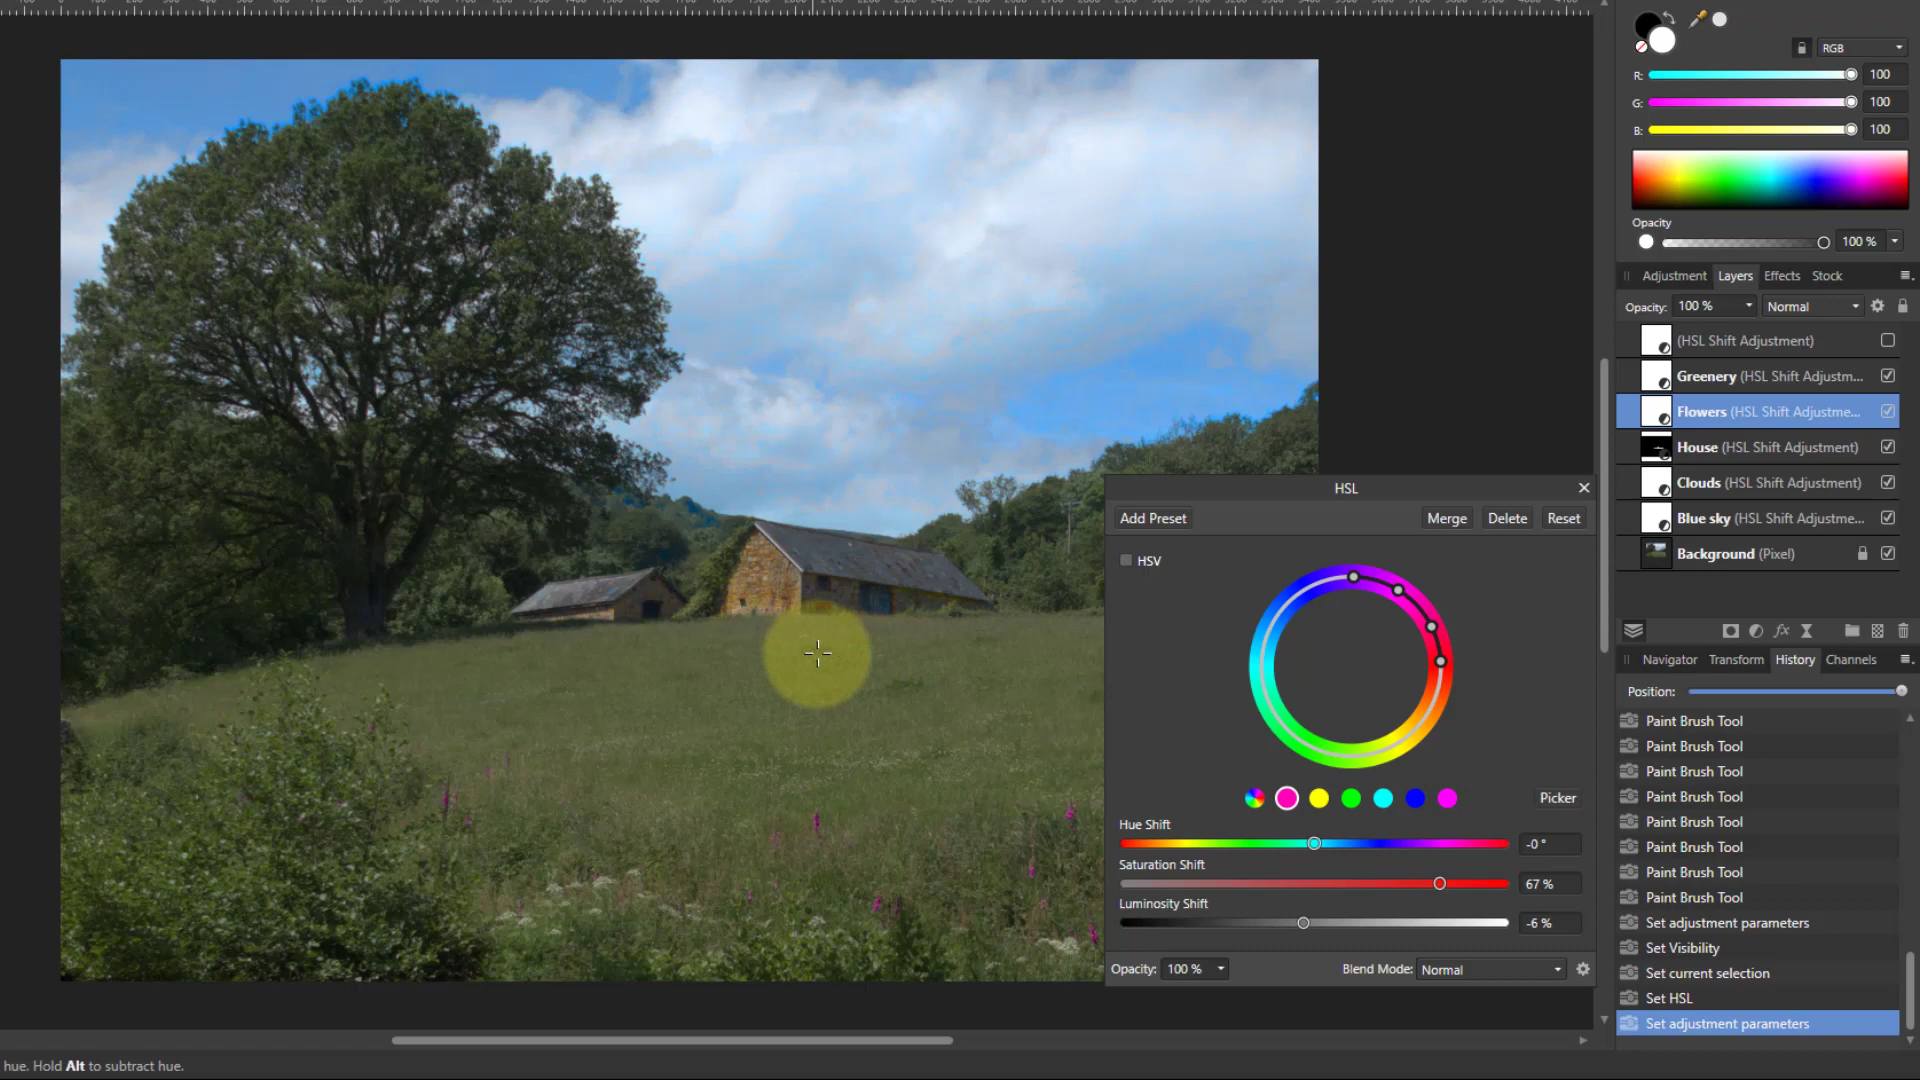 RGB
R: 100
G: 100
B: 100
Opacity
100 %
Adjustment Layers Effects Stock
Opacity: 100 % Normal
(HSL Shift Adjustment)
Greenery (HSL Shift Adjustm...
Flowers (HSL Shift Adjustme...
House (HSL Shift Adjustment)
Clouds (HSL Shift Adjustment)
Blue sky (HSL Shift Adjustme...
Background (Pixel)
fx
Navigator Transform History Channels
Position:
Paint Brush Tool
Paint Brush Tool
Paint Brush Tool
Paint Brush Tool
Paint Brush Tool
Paint Brush Tool
Paint Brush Tool
Paint Brush Tool
Set adjustment parameters
Set Visibility
Set current selection
Set HSL
Set adjustment parameters
HSL
Add Preset Merge Delete Reset
HSV
Picker
Hue Shift
-0 °
Saturation Shift
67 %
Luminosity Shift
-6 %
Opacity: 100 % Blend Mode: Normal
hue. Hold Alt to subtract hue.